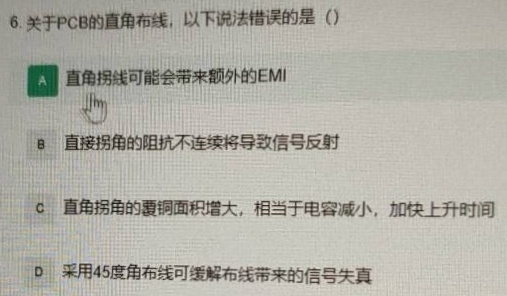 6. 关于PCB的直角布线，以下说法错误的是（）
A 直角拐线可能会带来额外的EMI
B 直接拐角的阻抗不连续将导致信号反射
C 直角拐角的覆铜面积增大，相当于电容减小，加快上升时间
D 采用45度角布线可缓解布线带来的信号失真